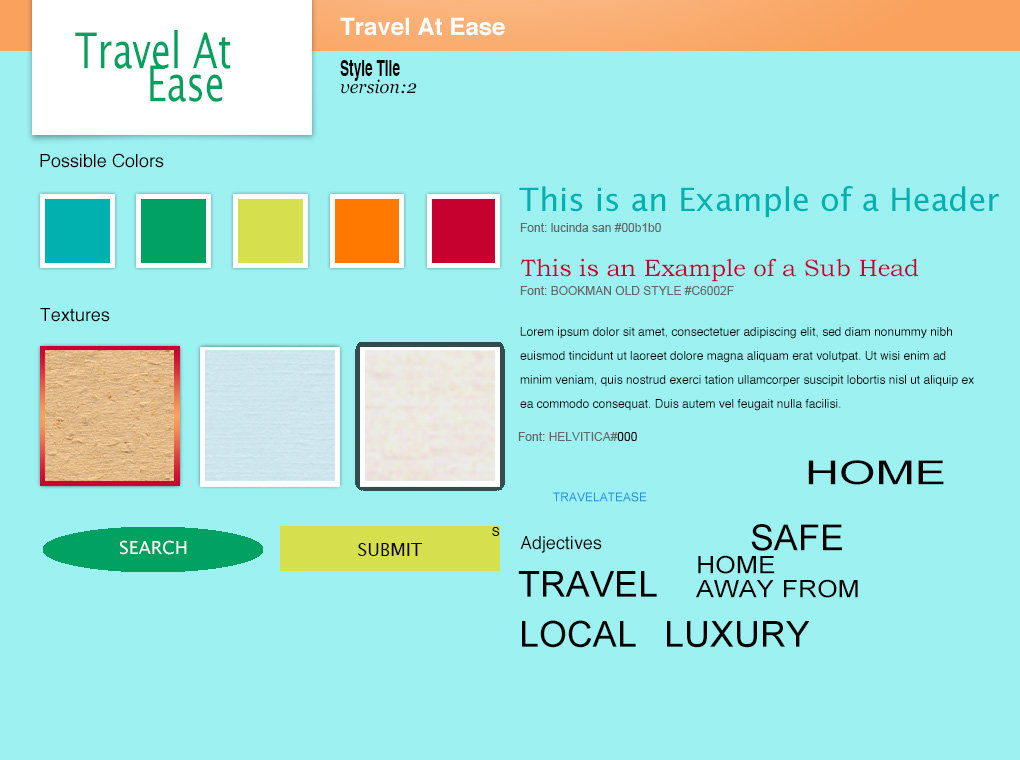 Travel At
Ease
Travel At Ease
Style TIle
version:2
Possible Colors
This is an Example of a Header
Font: lucinda san #00b1b0
This is an Example of a Sub Head
Font: BOOKMAN OLD STYLE #C6002F
Textures
Lorem ipsum dolor sit amet, consectetuer adipiscing elit, sed diam nonummy nibh
euismod tincidunt ut laoreet dolore magna aliquam erat volutpat. Ut wisi enim ad
minim veniam, quis nostrud exerci tation ullamcorper suscipit lobortis nisl ut aliquip ex
ea commodo consequat. Duis autem vel feugait nulla facilisi.
Font: HELVITICA#000
HOME
TRAVELATEASE
SEARCH
SUBMIT
S
Adjectives
SAFE
HOME
AWAY FROM
TRAVEL
LOCAL
LUXURY